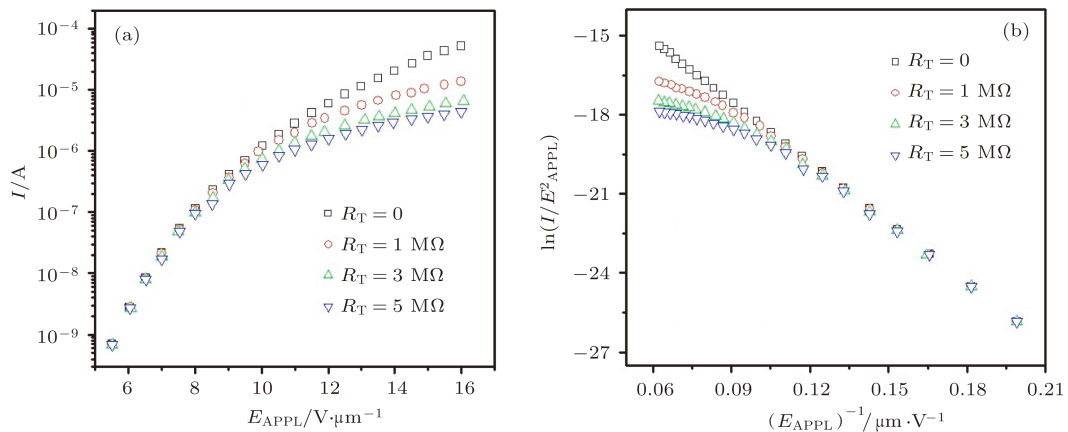 (a)
10⁻⁴
10⁻⁵
10⁻⁶
10⁻⁷
10⁻⁸
10⁻⁹
I/A
R_T = 0
R_T = 1 MΩ
R_T = 3 MΩ
R_T = 5 MΩ
6 8 10 12 14 16
E_APPL/V·μm⁻¹
(b)
−15
−18
−21
−24
−27
ln(I/E²_APPL)
R_T = 0
R_T = 1 MΩ
R_T = 3 MΩ
R_T = 5 MΩ
0.06 0.09 0.12 0.15 0.18 0.21
(E_APPL)⁻¹/μm·V⁻¹